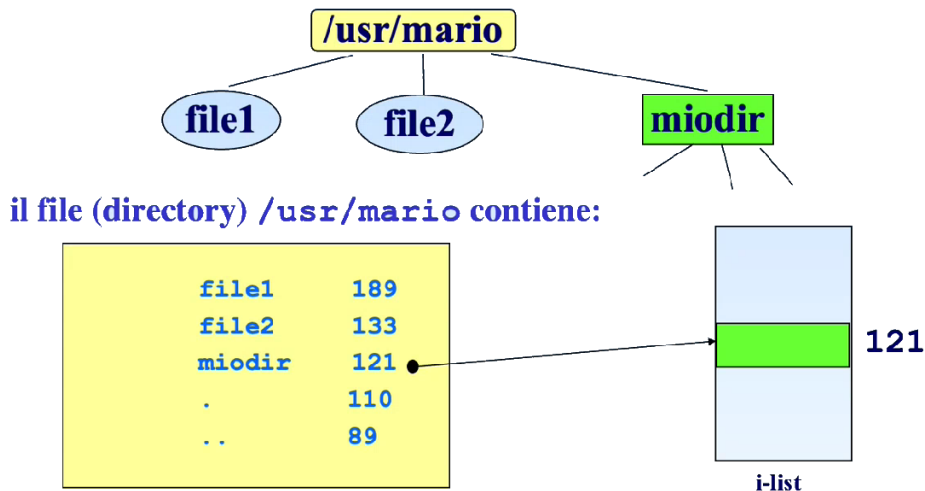 /usr/mario
file1 file2 miodir
il file (directory) /usr/mario contiene:
file1 189
file2 133
miodir 121
. 110
.. 89
121
i-list